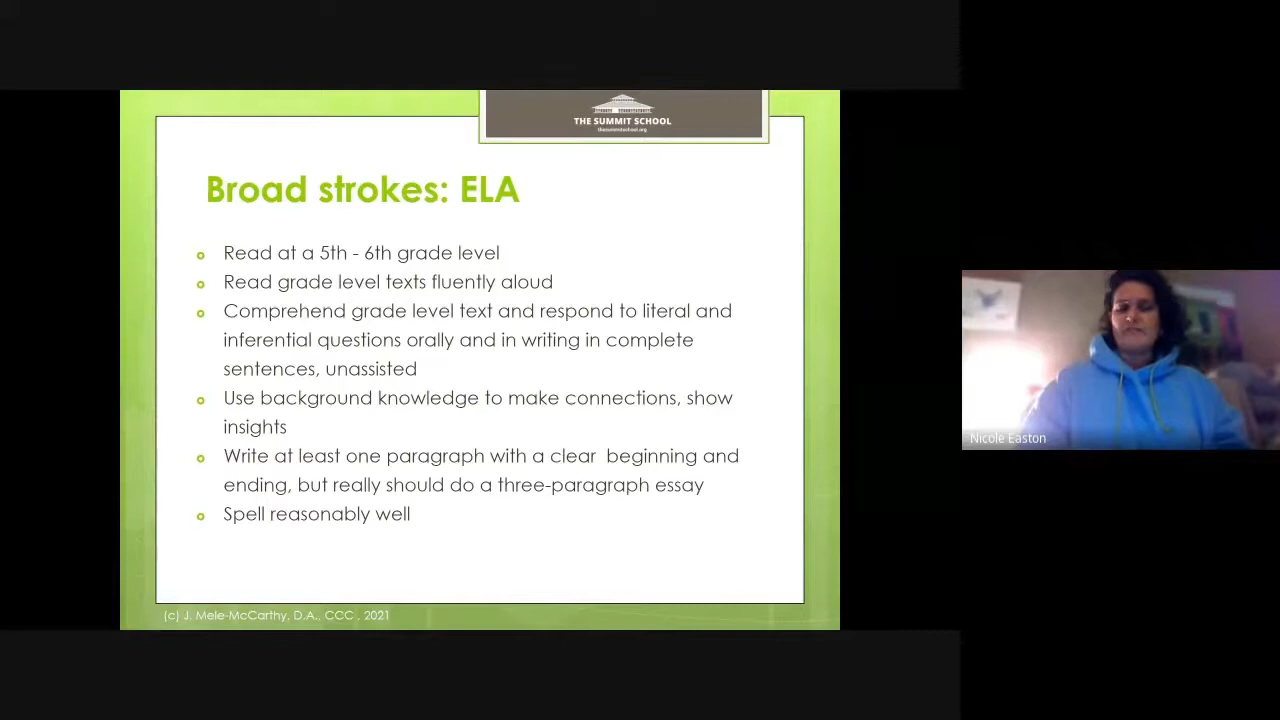 THE SUMMIT SCHOOL
thesummitschool.org
Broad strokes: ELA
Read at a 5th - 6th grade level
Read grade level texts fluently aloud
Comprehend grade level text and respond to literal and
inferential questions orally and in writing in complete
sentences, unassisted
Use background knowledge to make connections, show
insights
Write at least one paragraph with a clear  beginning and
ending, but really should do a three-paragraph essay
Spell reasonably well
(c) J. Mele-McCarthy, D.A., CCC . 2021
Nicole Easton